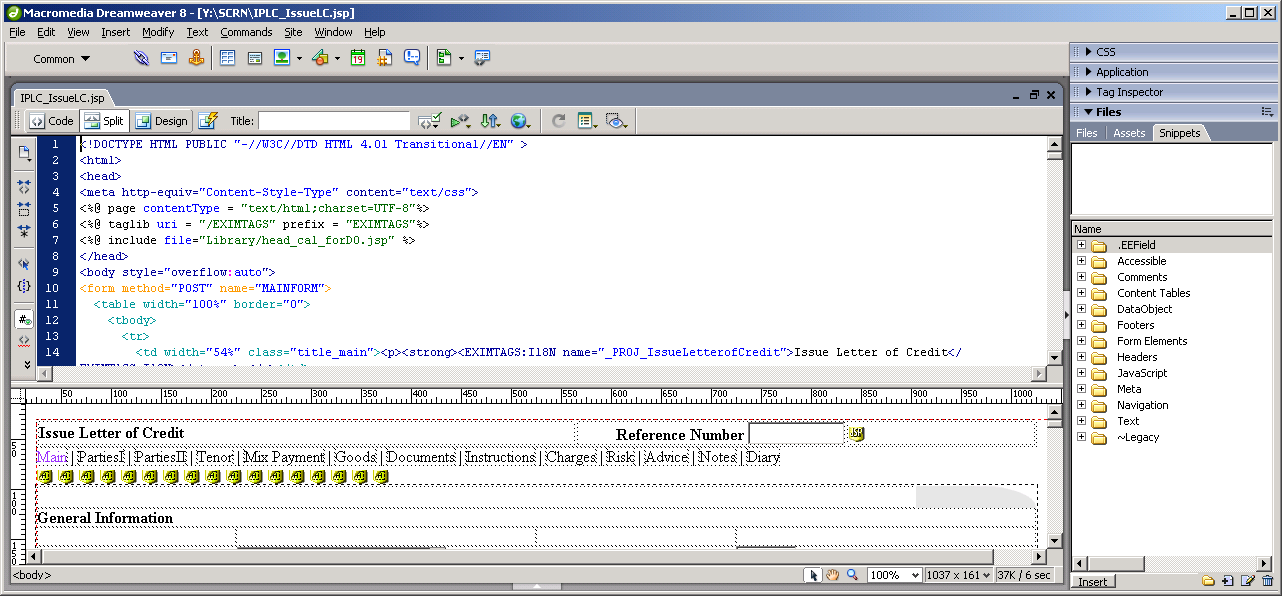 Macromedia Dreamweaver 8 - [Y:\SCRN\IPLC_IssueLC.jsp]
File Edit View Insert Modify Text Commands Site Window Help
Common
19
IPLC_IssueLC.jsp
Code Split Design Title:
1 <!DOCTYPE HTML PUBLIC "-//W3C//DTD HTML 4.01 Transitional//EN" >
2 <html>
3 <head>
4 <meta http-equiv="Content-Style-Type" content="text/css">
5 <%@ page contentType = "text/html;charset=UTF-8"%>
6 <%@ taglib uri = "/EXIMTAGS" prefix = "EXIMTAGS"%>
7 <%@ include file="Library/head_cal_forDO.jsp" %>
8 </head>
9 <body style="overflow:auto">
10 <form method="POST" name="MAINFORM">
11 <table width="100%" border="0">
12 <tbody>
13 <tr>
14 <td width="54%" class="title_main"><p><strong><EXIMTAGS:I18N name="_PROJ_IssueLetterofCredit">Issue Letter of Credit</
50 100 150 200 250 300 350 400 450 500 550 600 650 700 750 800 850 900 950 1000
50
100
150
Issue Letter of Credit Reference Number
Main | PartiesI | PartiesII | Tenor | Mix Payment | Goods | Documents | Instructions | Charges | Risk | Advice | Notes | Diary
General Information
<body> 100% 1037 x 161 37K / 6 sec
CSS
Application
Tag Inspector
Files
Files Assets Snippets
Name
.EEField
Accessible
Comments
Content Tables
DataObject
Footers
Form Elements
Headers
JavaScript
Meta
Navigation
Text
~Legacy
Insert